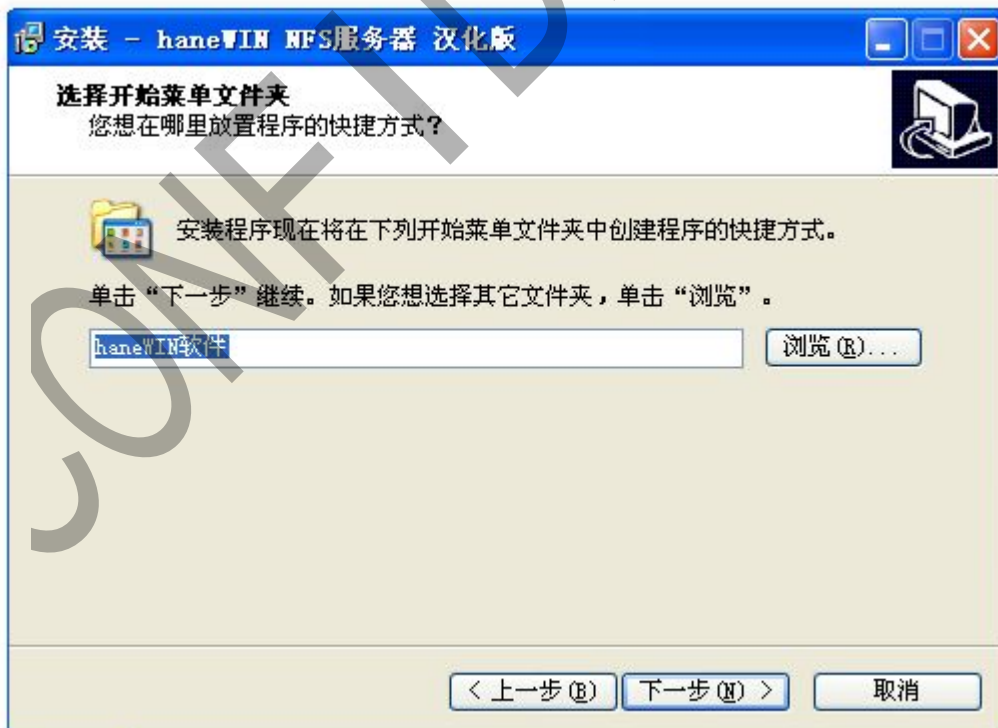 安装 - haneWIN NFS服务器 汉化版
选择开始菜单文件夹
您想在哪里放置程序的快捷方式?
安装程序现在将在下列开始菜单文件夹中创建程序的快捷方式。
单击“下一步”继续。如果您想选择其它文件夹，单击“浏览”。
haneWIN软件
浏览(R)...
< 上一步(B)
下一步(N) >
取消
CONFID